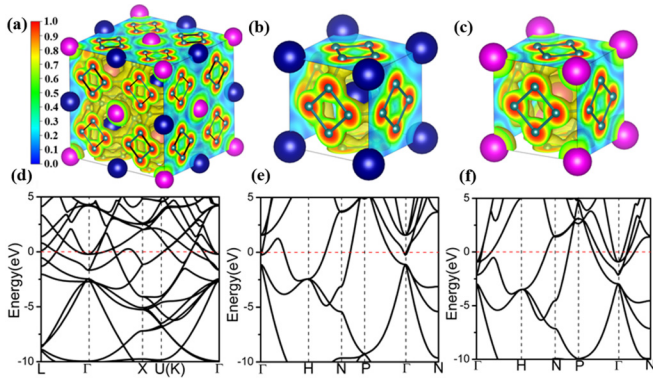 (a)
(b)
(c)
1.0
0.9
0.8
0.7
0.6
0.5
0.4
0.3
0.2
0.1
0.0
(d)
(e)
(f)
Energy(eV)
5
0
-5
-10
L Γ X U(K) Γ
Energy(eV)
5
0
-5
-10
Γ H N P Γ N
Energy(eV)
5
0
-5
-10
Γ H N P Γ N